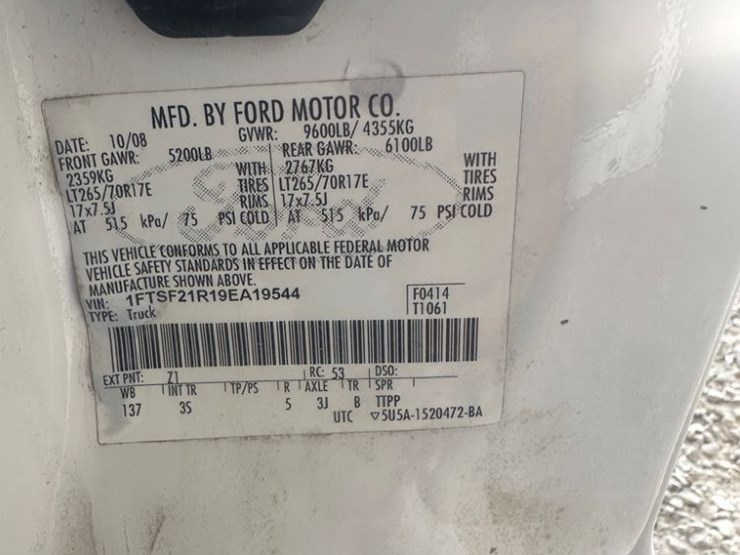 MFD. BY FORD MOTOR CO.
DATE: 10/08 GVWR: 9600LB/ 4355KG
FRONT GAWR: 5200LB REAR GAWR: 6100LB
2359KG WITH 2767KG WITH
LT265/70R17E TIRES LT265/70R17E TIRES
17x7.5J RIMS 17x7.5J RIMS
AT 515 kPa/ 75 PSI COLD AT 515 kPa/ 75 PSI COLD
THIS VEHICLE CONFORMS TO ALL APPLICABLE FEDERAL MOTOR
VEHICLE SAFETY STANDARDS IN EFFECT ON THE DATE OF
MANUFACTURE SHOWN ABOVE.
VIN: 1FTSF21R19EA19544 F0414
TYPE: Truck T1061
EXT PNT: Z1 RC: 53 DSO:
WB INT TR TP/PS R AXLE TR SPR
137 3S 5 3J B TTPP
UTC ▽5U5A-1520472-BA
Ford